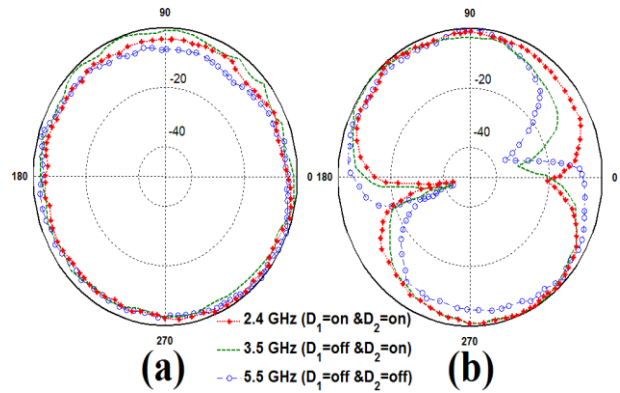 90
90
-20
-20
-40
-40
180
0
180
0
2.4 GHz (D1=on &D2=on)
3.5 GHz (D1=off &D2=on)
5.5 GHz (D1=off &D2=off)
270
270
(a)
(b)